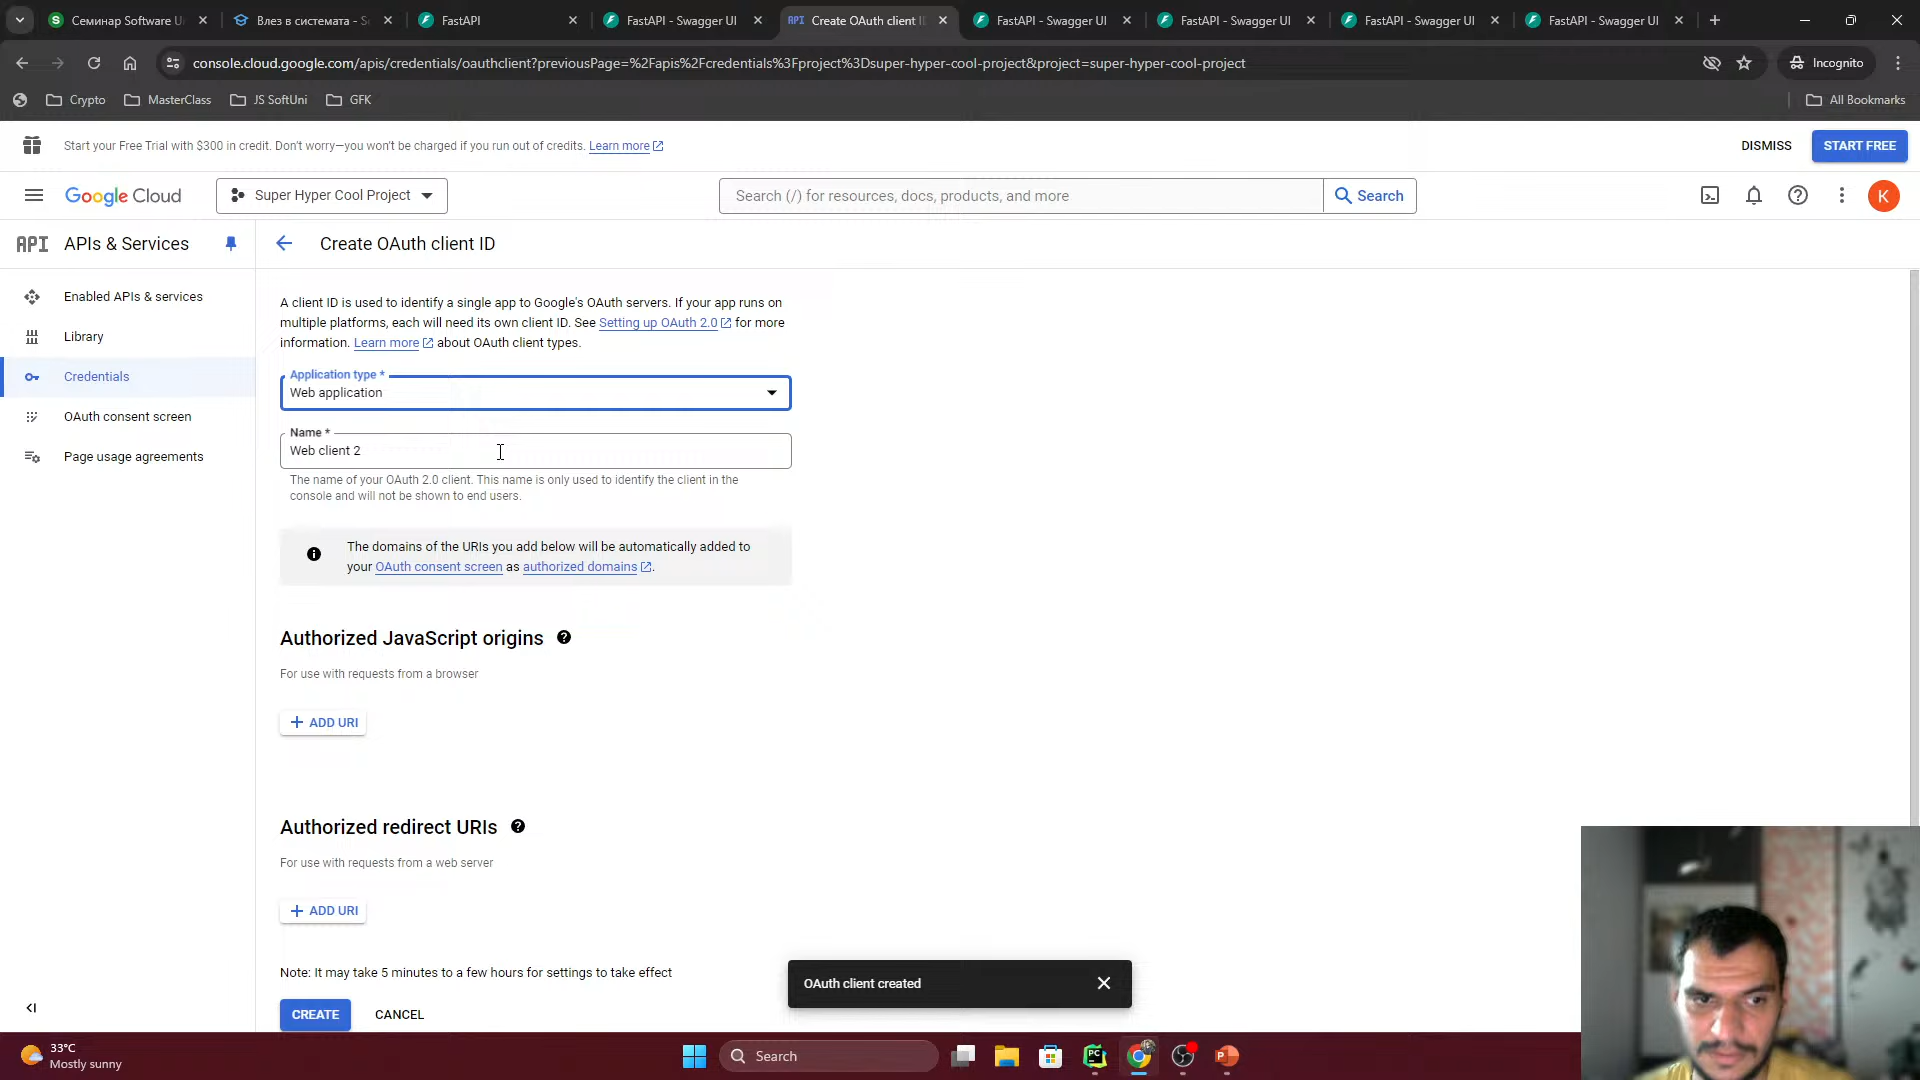 Семинар Software U
Влез в системата - S
FastAPI
FastAPI - Swagger UI
API Create OAuth client I
FastAPI - Swagger UI
FastAPI - Swagger UI
FastAPI - Swagger UI
FastAPI - Swagger UI
console.cloud.google.com/apis/credentials/oauthclient?previousPage=%2Fapis%2Fcredentials%3Fproject%3Dsuper-hyper-cool-project&project=super-hyper-cool-project
Incognito
Crypto
MasterClass
JS SoftUni
GFK
All Bookmarks
Start your Free Trial with $300 in credit. Don't worry—you won't be charged if you run out of credits. Learn more
DISMISS
START FREE
Google Cloud
Super Hyper Cool Project
Search (/) for resources, docs, products, and more
Search
K
API APIs & Services
Create OAuth client ID
Enabled APIs & services
Library
Credentials
OAuth consent screen
Page usage agreements
A client ID is used to identify a single app to Google's OAuth servers. If your app runs on
multiple platforms, each will need its own client ID. See Setting up OAuth 2.0 for more
information. Learn more about OAuth client types.
Application type *
Web application
Name *
Web client 2
The name of your OAuth 2.0 client. This name is only used to identify the client in the
console and will not be shown to end users.
The domains of the URIs you add below will be automatically added to
your OAuth consent screen as authorized domains.
Authorized JavaScript origins
For use with requests from a browser
+ ADD URI
Authorized redirect URIs
For use with requests from a web server
+ ADD URI
Note: It may take 5 minutes to a few hours for settings to take effect
OAuth client created
CREATE
CANCEL
33°C
Mostly sunny
Search
PC
P